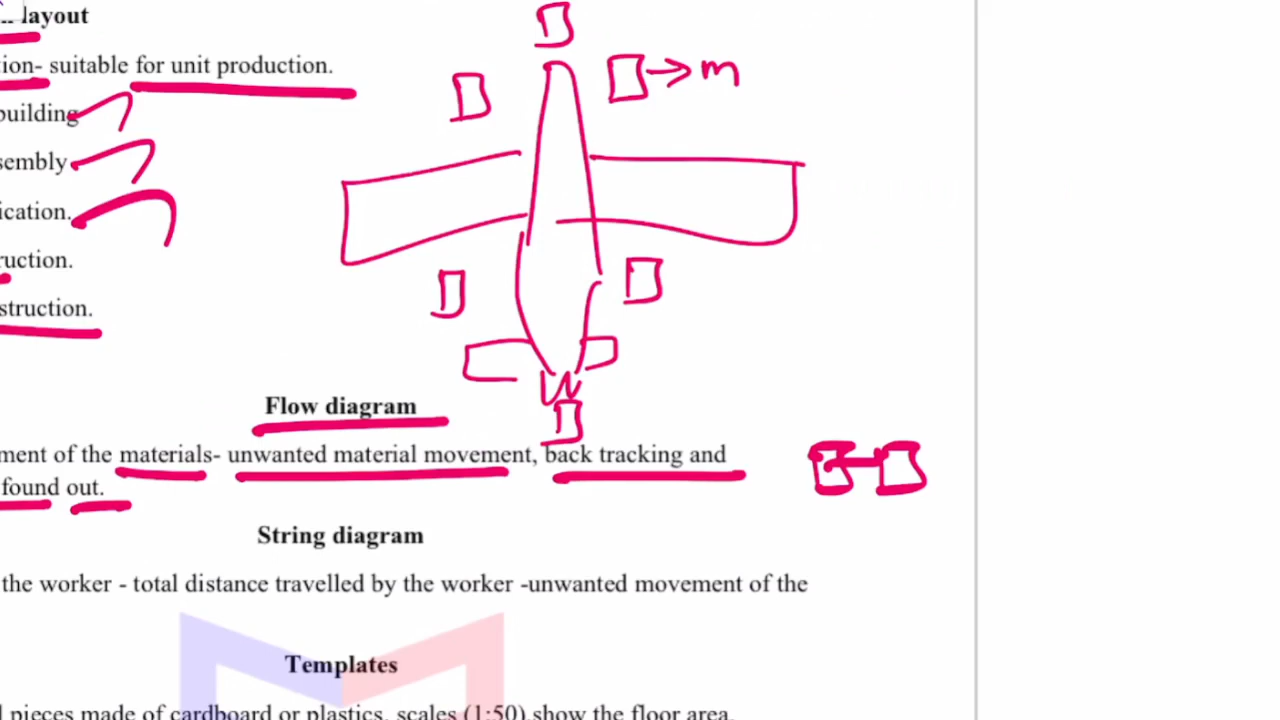 layout
tion- suitable for unit production.
m
building
sembly
ication.
ruction.
struction.
Flow diagram
ment of the materials- unwanted material movement, back tracking and
found out.
String diagram
the worker - total distance travelled by the worker -unwanted movement of the
Templates
pieces made of cardboard or plastics, scales (1:50) show the floor area.